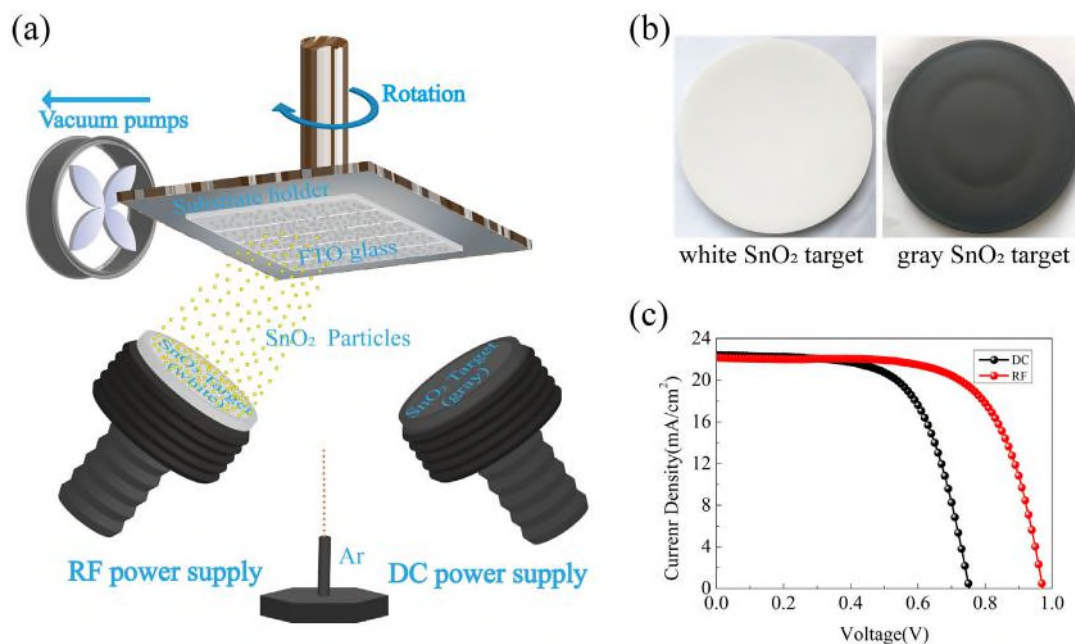 (a)
Rotation
Vacuum pumps
Substrate holder
FTO glass
SnO₂ Particles
SnO₂ Target
(white)
SnO₂ Target
(gray)
Ar
RF power supply
DC power supply
(b)
white SnO₂ target
gray SnO₂ target
(c)
24
20
16
12
8
4
0
Currenr Density(mA/cm²)
DC
RF
0.0
0.2
0.4
0.6
0.8
1.0
Voltage(V)